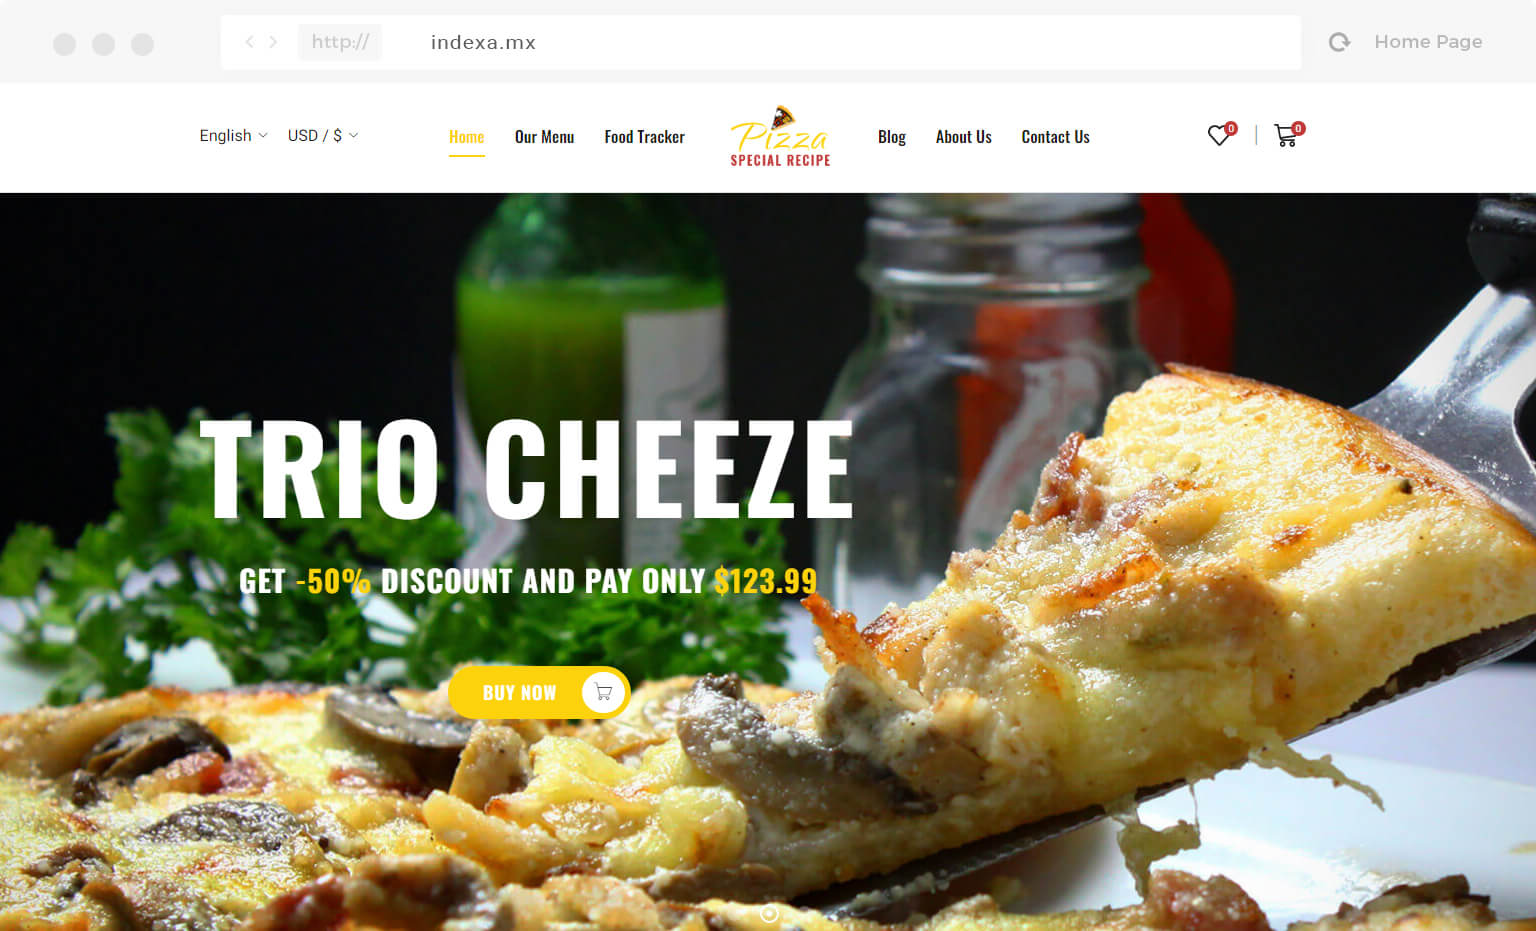 http:// indexa.mx Home Page
English USD / $ Home Our Menu Food Tracker Pizza Blog About Us Contact Us 0 0
SPECIAL RECIPE
TRIO CHEEZE
GET -50% DISCOUNT AND PAY ONLY $123.99
BUY NOW